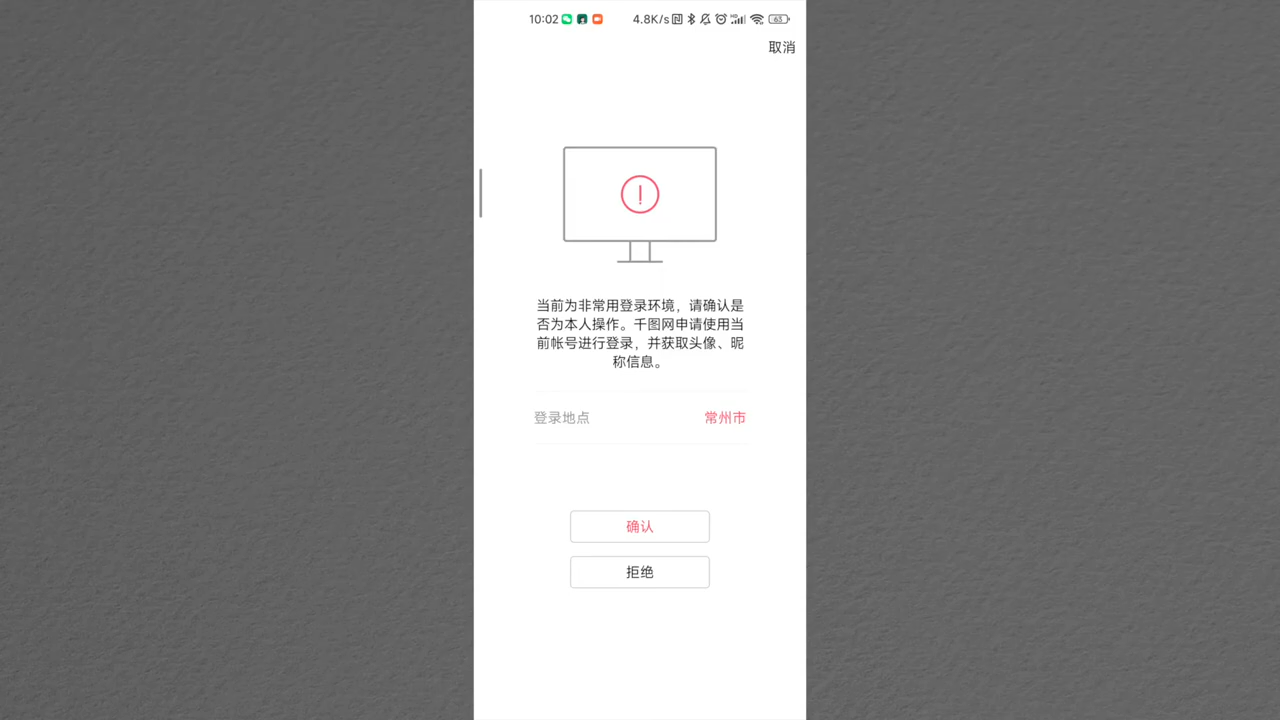 10:02 4.8K/s HD 63
取消
当前为非常用登录环境，请确认是
否为本人操作。千图网申请使用当
前帐号进行登录，并获取头像、昵
称信息。
登录地点 常州市
确认
拒绝